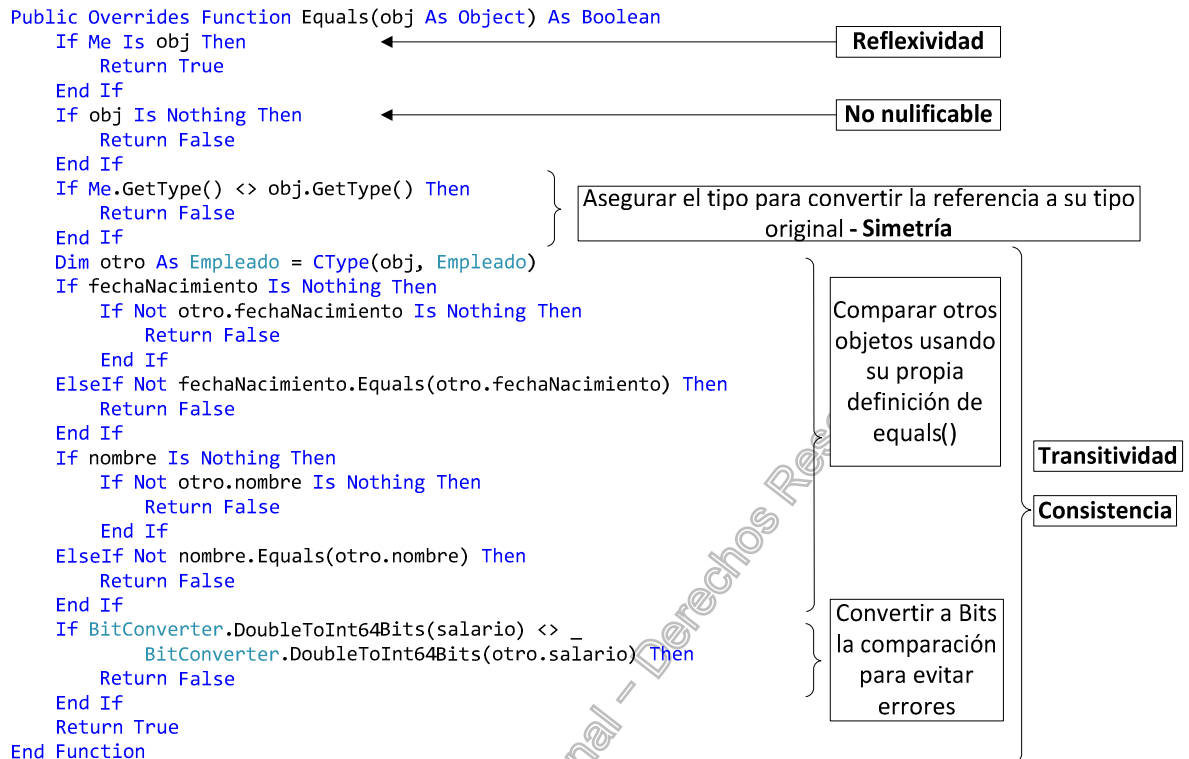 Public Overrides Function Equals(obj As Object) As Boolean
If Me Is obj Then
Reflexividad
Return True
End If
If obj Is Nothing Then
No nulificable
Return False
End If
If Me.GetType() <> obj.GetType() Then
Return False
End If
Asegurar el tipo para convertir la referencia a su tipo
original - Simetría
Dim otro As Empleado = CType(obj, Empleado)
If fechaNacimiento Is Nothing Then
If Not otro.fechaNacimiento Is Nothing Then
Return False
End If
ElseIf Not fechaNacimiento.Equals(otro.fechaNacimiento) Then
Return False
End If
If nombre Is Nothing Then
If Not otro.nombre Is Nothing Then
Return False
End If
ElseIf Not nombre.Equals(otro.nombre) Then
Return False
End If
Comparar otros
objetos usando
su propia
definición de
equals()
Transitividad
Consistencia
If BitConverter.DoubleToInt64Bits(salario) <> _
BitConverter.DoubleToInt64Bits(otro.salario) Then
Return False
End If
Return True
End Function
Convertir a Bits
la comparación
para evitar
errores
– Derechos